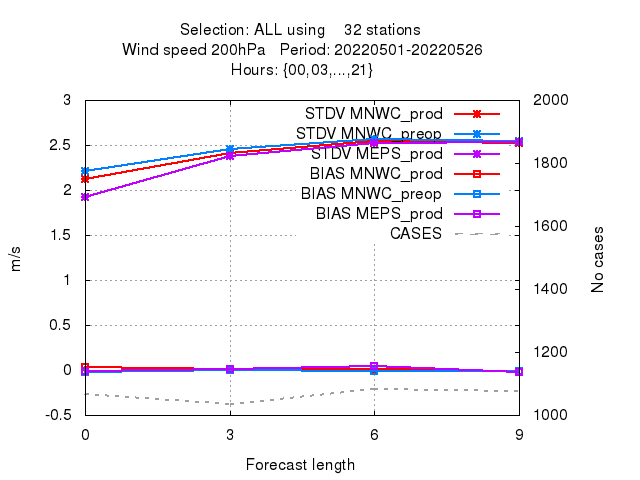 Selection: ALL using 32 stations
Wind speed 200hPa Period: 20220501-20220526
Hours: {00,03,...,21}
3
2.5
2
1.5
1
0.5
0
-0.5
2000
1800
1600
1400
1200
1000
STDV MNWC_prod
STDV MNWC_preop
STDV MEPS_prod
BIAS MNWC_prod
BIAS MNWC_preop
BIAS MEPS_prod
CASES
m/s
No cases
0 3 6 9
Forecast length